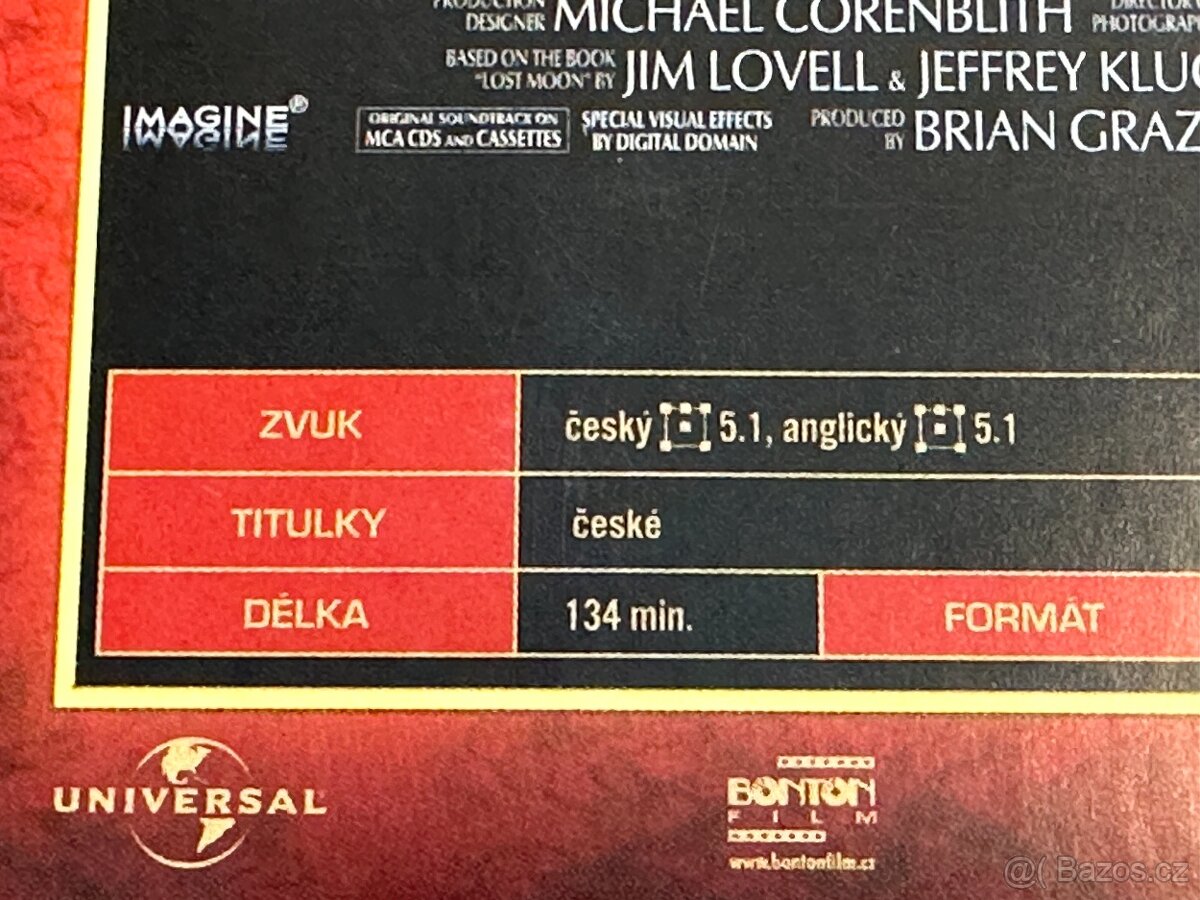 PRODUCTION
DESIGNER MICHAEL CORENBLITH
BASED ON THE BOOK
"LOST MOON" BY JIM LOVELL & JEFFREY KLUG
IMAGINE®
ORIGINAL SOUNDTRACK ON
MCA CDS AND CASSETTES
SPECIAL VISUAL EFFECTS
BY DIGITAL DOMAIN
PRODUCED
BY BRIAN GRAZ
ZVUK český 5.1, anglický 5.1
TITULKY české
DÉLKA 134 min. FORMÁT
UNIVERSAL
BONTON
FILM
www.bontonfilm.cz
@( Bazos.cz